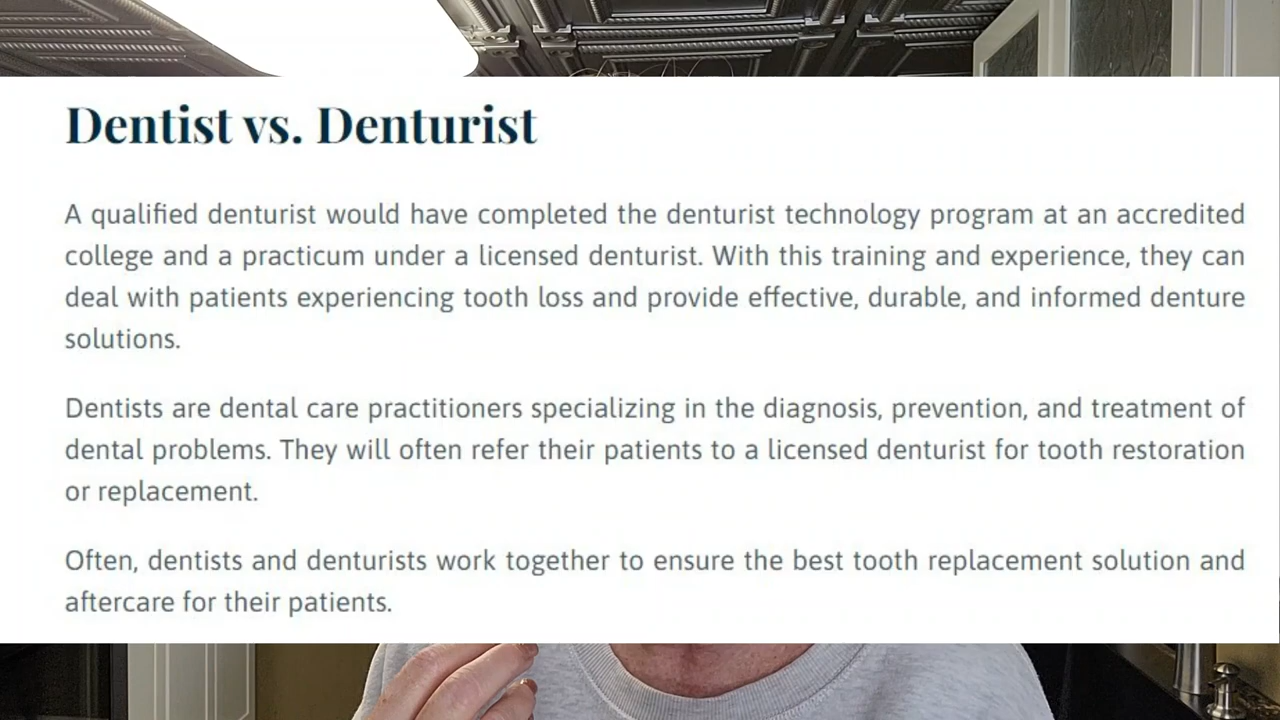 Dentist vs. Denturist
A qualified denturist would have completed the denturist technology program at an accredited
college and a practicum under a licensed denturist. With this training and experience, they can
deal with patients experiencing tooth loss and provide effective, durable, and informed denture
solutions.
Dentists are dental care practitioners specializing in the diagnosis, prevention, and treatment of
dental problems. They will often refer their patients to a licensed denturist for tooth restoration
or replacement.
Often, dentists and denturists work together to ensure the best tooth replacement solution and
aftercare for their patients.